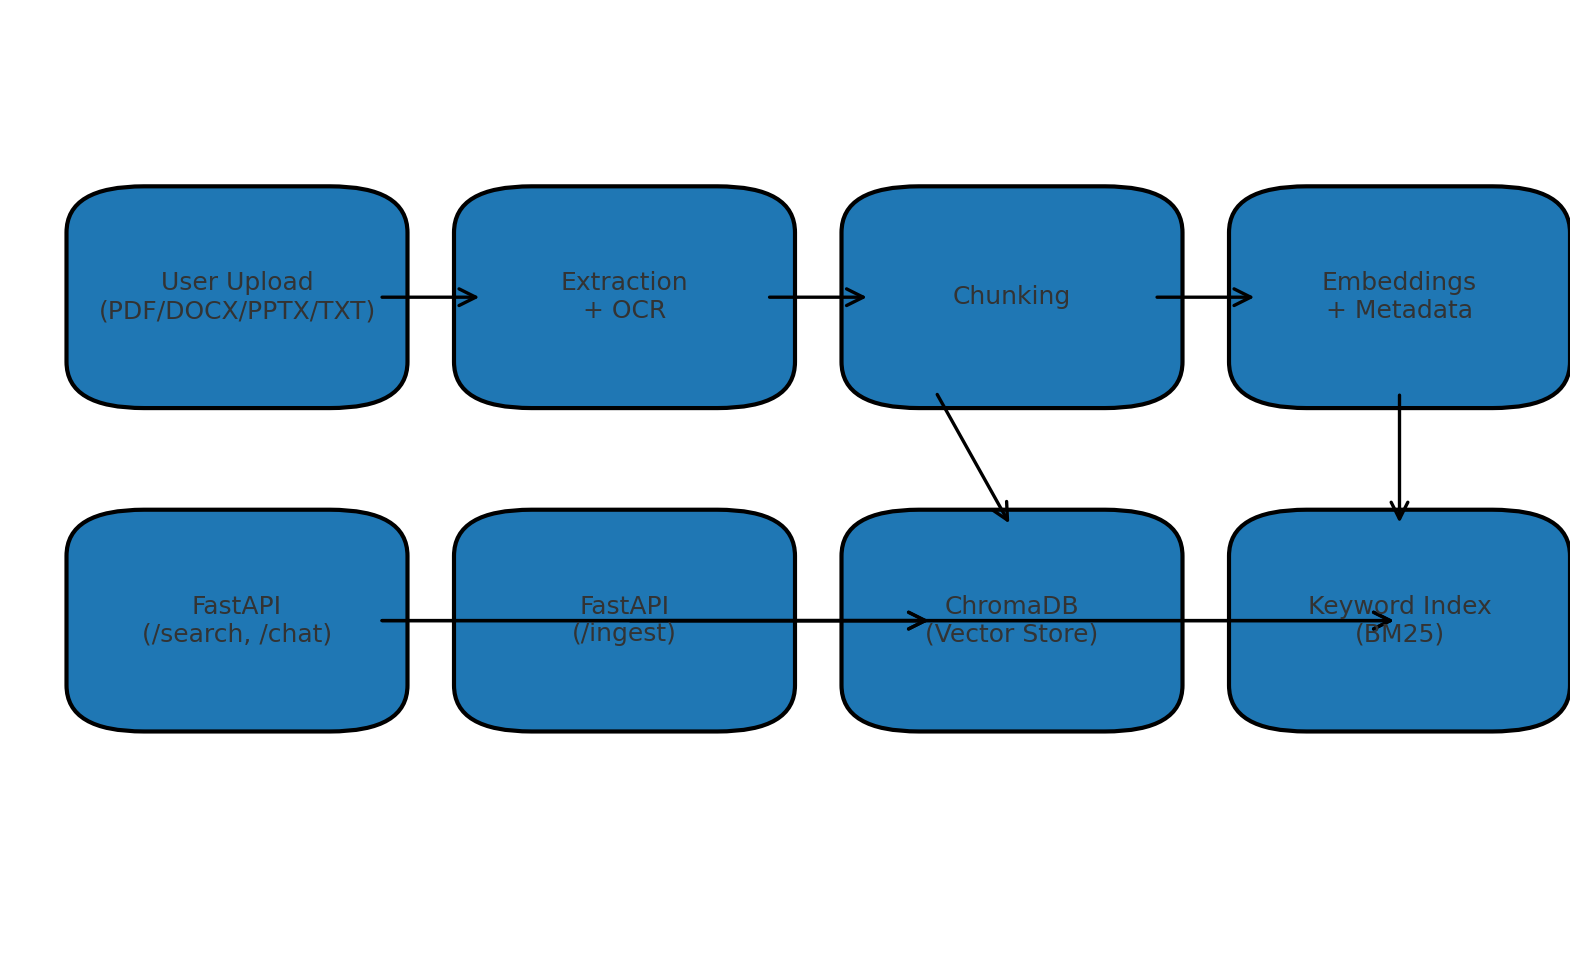 User Upload
(PDF/DOCX/PPTX/TXT)
Extraction
+ OCR
Chunking
Embeddings
+ Metadata
FastAPI
(/search, /chat)
FastAPI
(/ingest)
ChromaDB
(Vector Store)
Keyword Index
(BM25)